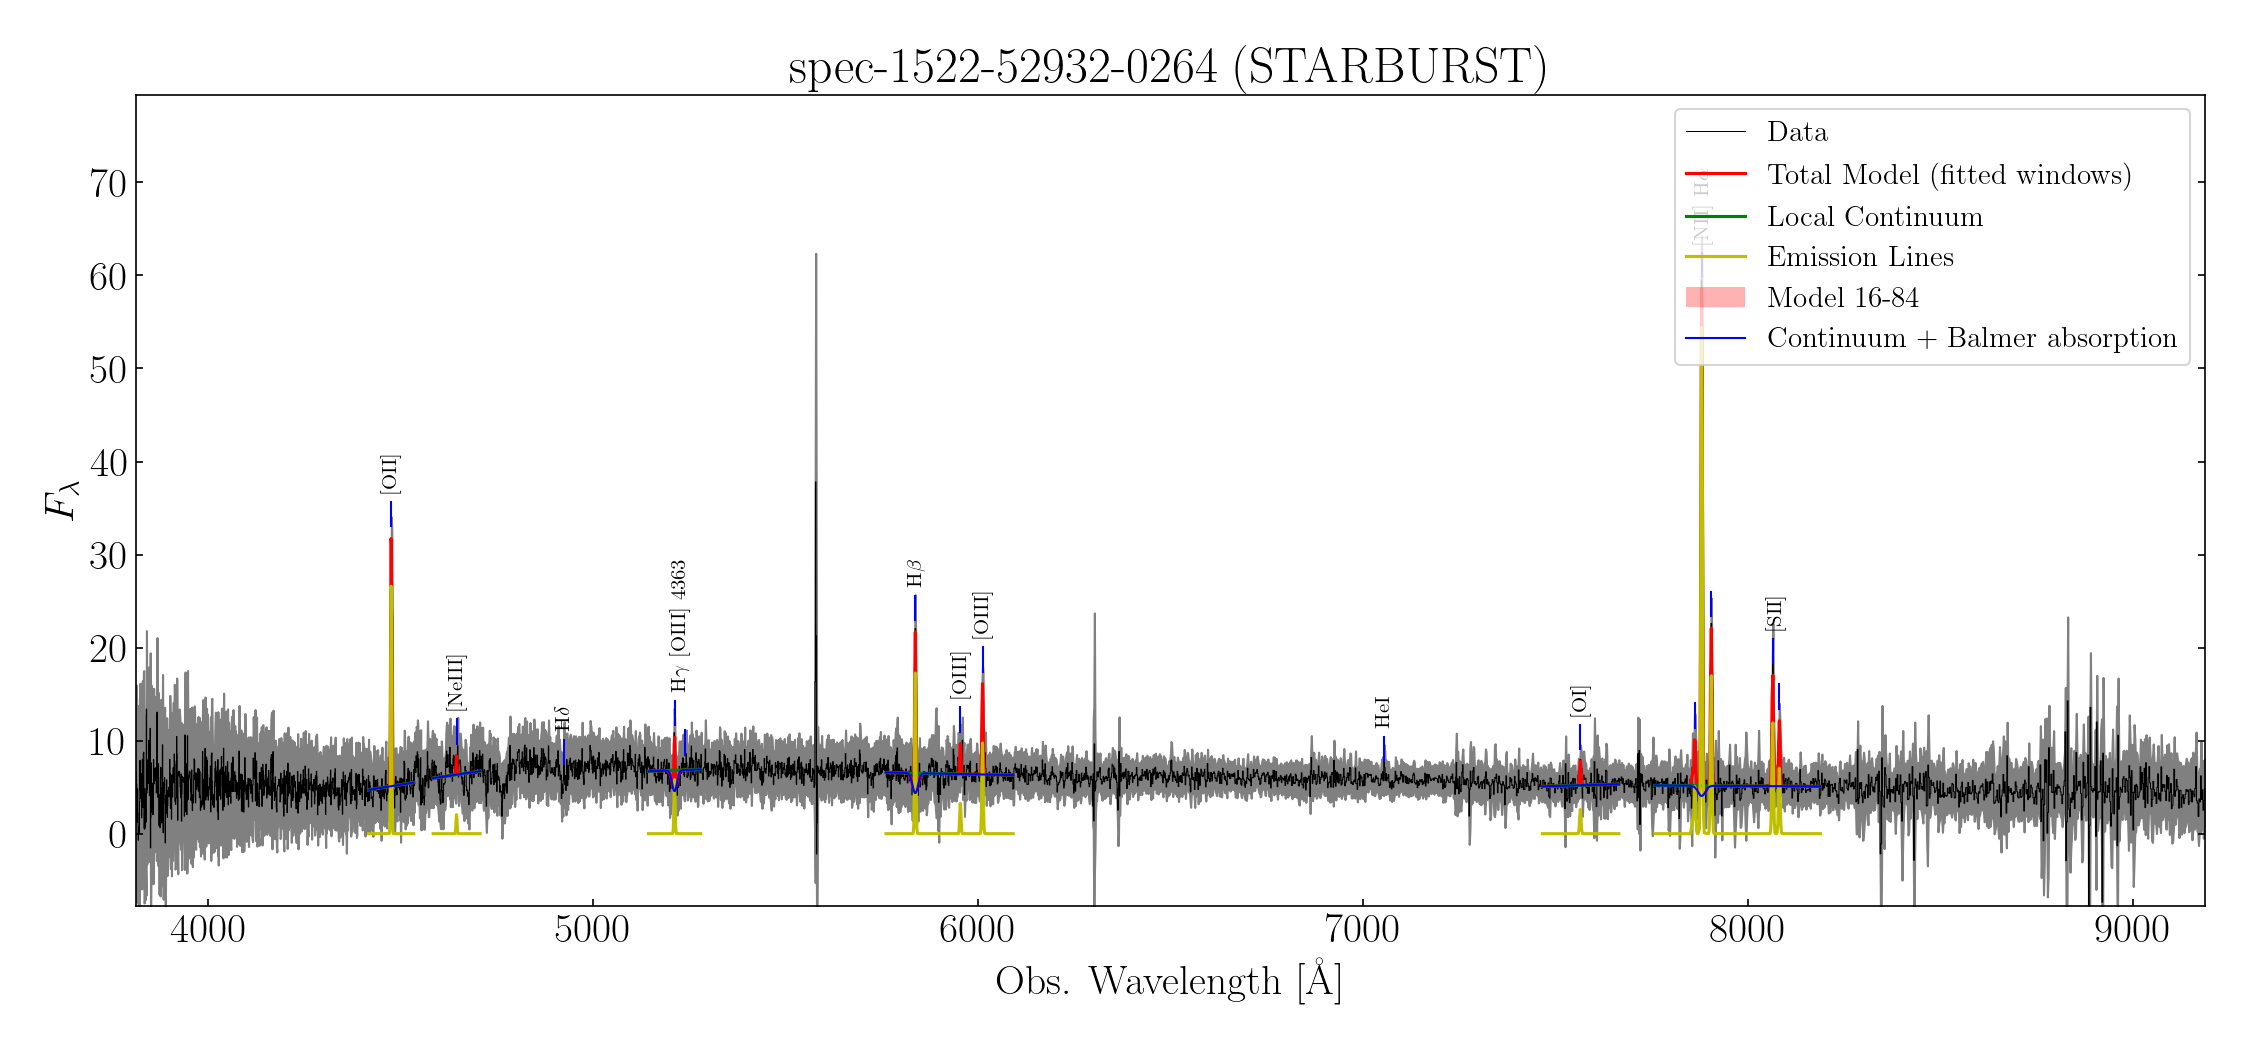 spec-1522-52932-0264 (STARBURST)
Data
Total Model (fitted windows)
Local Continuum
Emission Lines
Model 16-84
Continuum + Balmer absorption
[NII] Hα
[OII]
[NeIII]
Hδ
Hγ [OIII] 4363
Hβ
[OIII]
[OIII]
HeI
[OI]
[SII]
70
60
50
40
30
20
10
0
Fλ
4000 5000 6000 7000 8000 9000
Obs. Wavelength [Å]